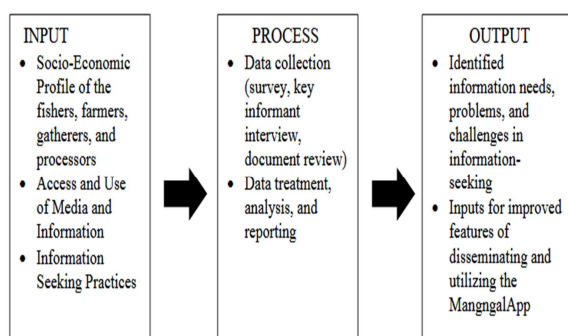 INPUT
Socio-Economic
Profile of the
fishers, farmers,
gatherers, and
processors
Access and Use
of Media and
Information
Information
Seeking Practices
PROCESS
Data collection
(survey, key
informant
interview,
document review)
Data treatment,
analysis, and
reporting
OUTPUT
Identified
information needs,
problems, and
challenges in
information-
seeking
Inputs for improved
features of
disseminating and
utilizing the
MangngalApp